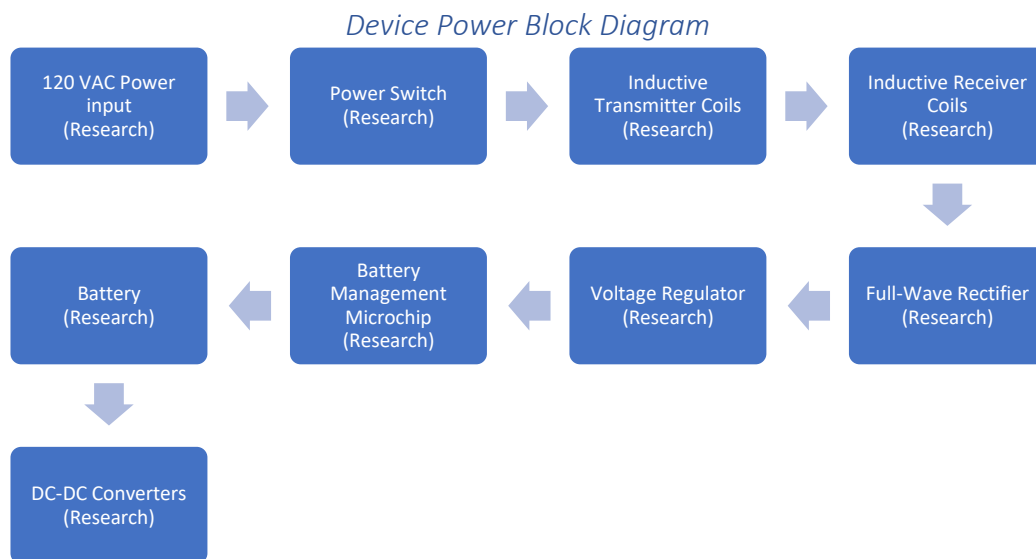 Device Power Block Diagram
120 VAC Power
input
(Research)
Power Switch
(Research)
Inductive
Transmitter Coils
(Research)
Inductive Receiver
Coils
(Research)
Full-Wave Rectifier
(Research)
Voltage Regulator
(Research)
Battery
Management
Microchip
(Research)
Battery
(Research)
DC-DC Converters
(Research)